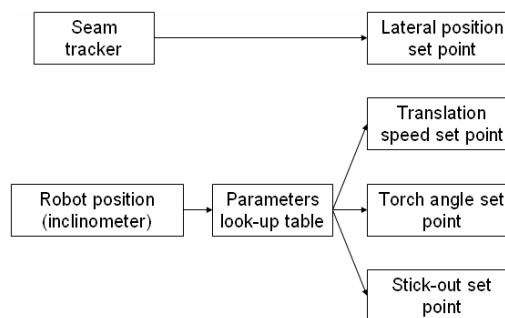 Seam
tracker
Lateral position
set point
Translation
speed set point
Robot position
(inclinometer)
Parameters
look-up table
Torch angle set
point
Stick-out set
point